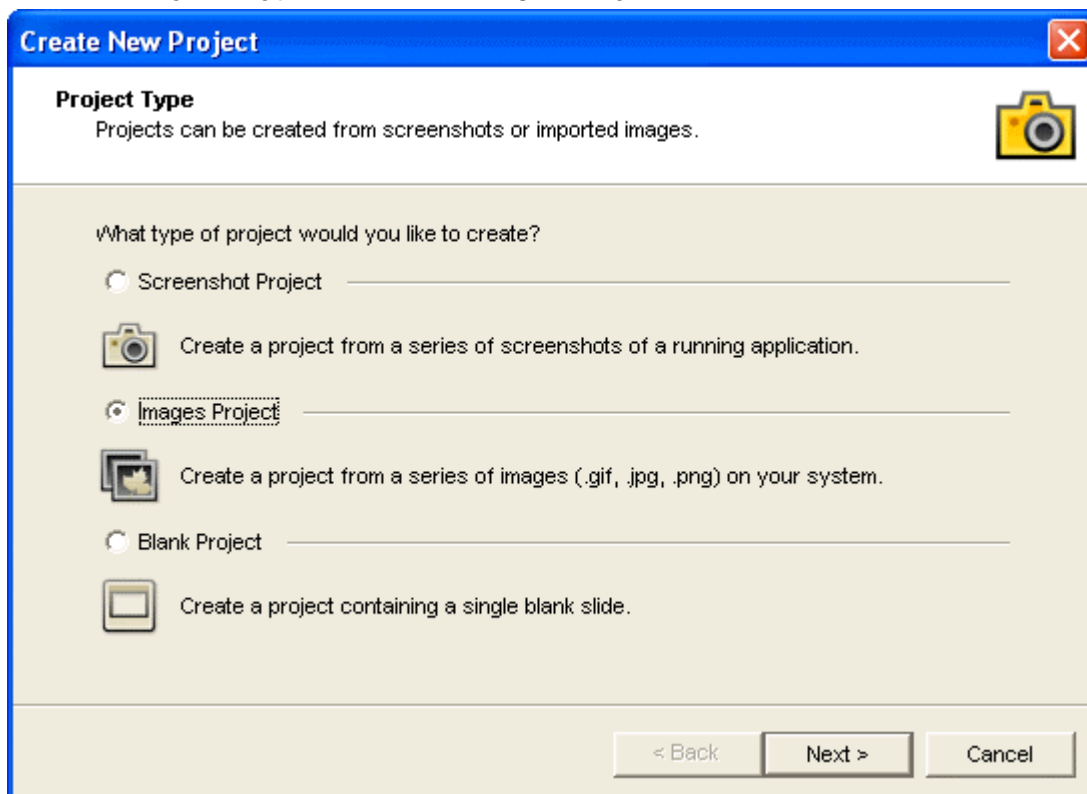 Create New Project
Project Type
Projects can be created from screenshots or imported images.
What type of project would you like to create?
Screenshot Project
Create a project from a series of screenshots of a running application.
Images Project
Create a project from a series of images (.gif, .jpg, .png) on your system.
Blank Project
Create a project containing a single blank slide.
< Back Next > Cancel